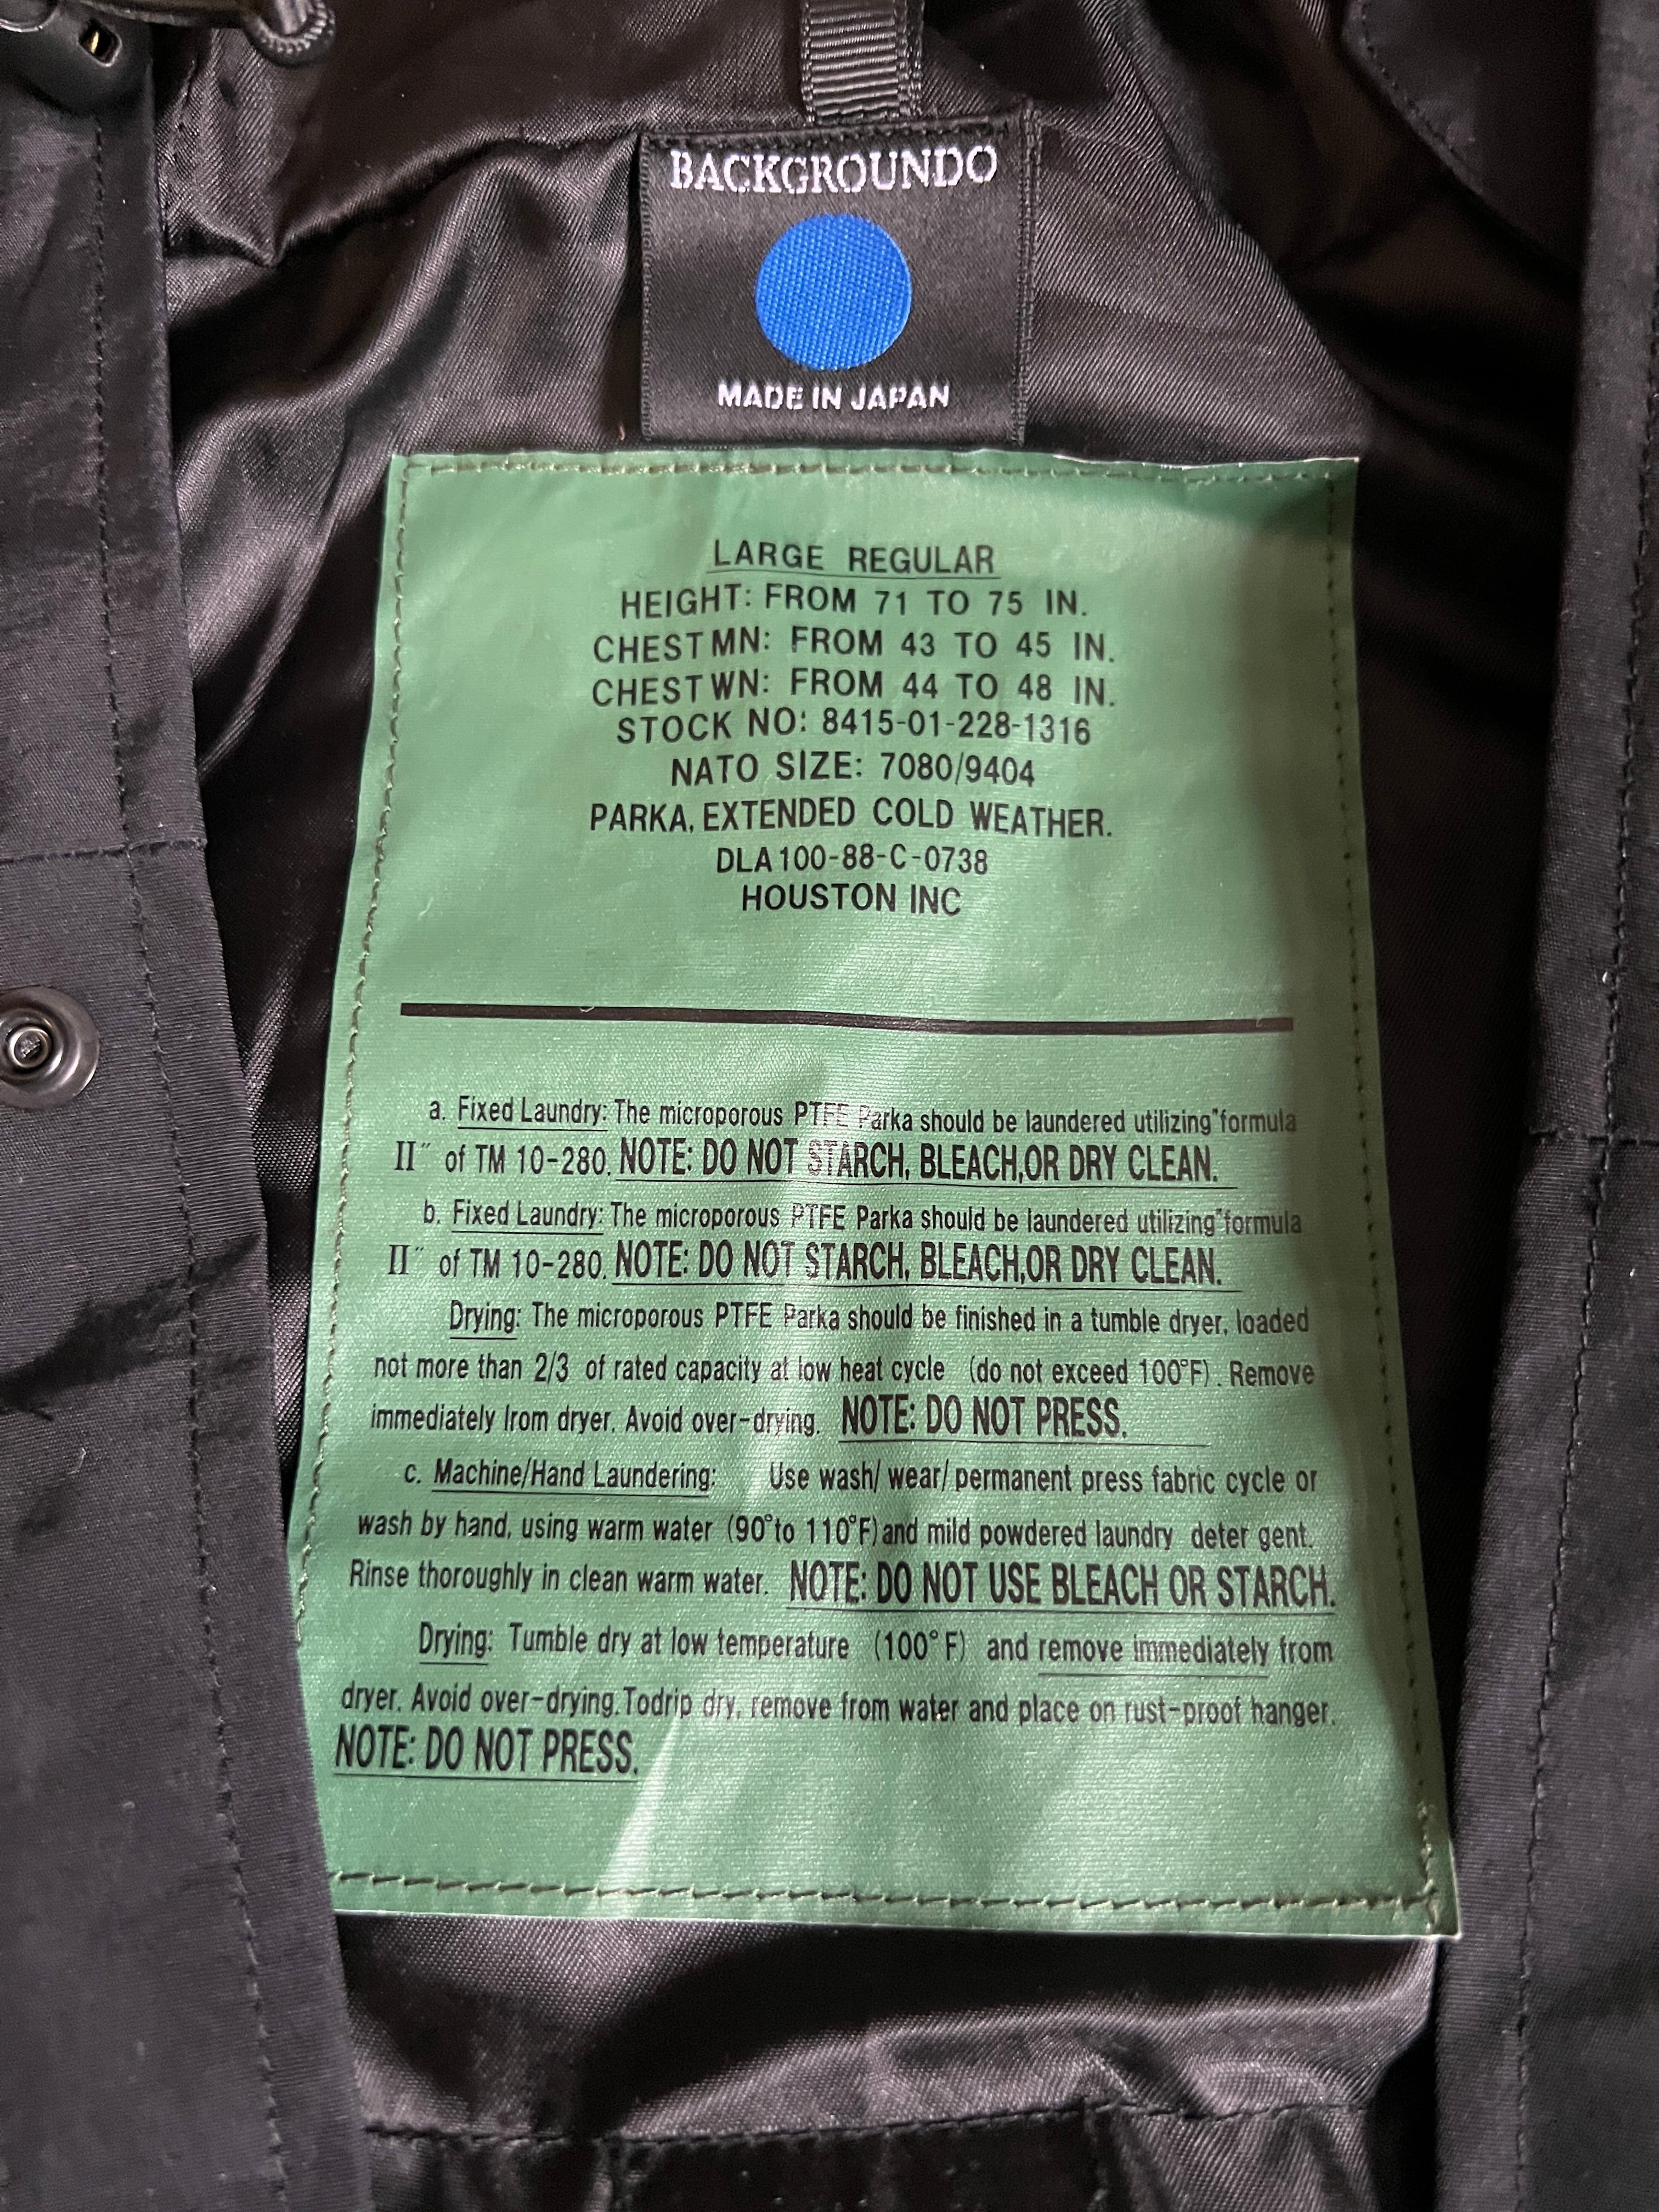 BACKGROUNDO
MADE IN JAPAN
LARGE REGULAR
HEIGHT: FROM 71 TO 75 IN.
CHEST MN: FROM 43 TO 45 IN.
CHEST WN: FROM 44 TO 48 IN.
STOCK NO: 8415-01-228-1316
NATO SIZE: 7080/9404
PARKA, EXTENDED COLD WEATHER.
DLA100-88-C-0738
HOUSTON INC
a. Fixed Laundry: The microporous PTFE Parka should be laundered utilizing "formula
II" of TM 10-280. NOTE: DO NOT STARCH, BLEACH,OR DRY CLEAN.
b. Fixed Laundry: The microporous PTFE Parka should be laundered utilizing "formula
II" of TM 10-280. NOTE: DO NOT STARCH, BLEACH,OR DRY CLEAN.
Drying: The microporous PTFE Parka should be finished in a tumble dryer, loaded
not more than 2/3 of rated capacity at low heat cycle (do not exceed 100°F). Remove
immediately lrom dryer. Avoid over-drying. NOTE: DO NOT PRESS.
c. Machine/Hand Laundering: Use wash/ wear/ permanent press fabric cycle or
wash by hand, using warm water (90°to 110°F)and mild powdered laundry deter gent.
Rinse thoroughly in clean warm water. NOTE: DO NOT USE BLEACH OR STARCH.
Drying: Tumble dry at low temperature (100°F) and remove immediately from
dryer. Avoid over-drying.Todrip dry, remove from water and place on rust-proof hanger.
NOTE: DO NOT PRESS.